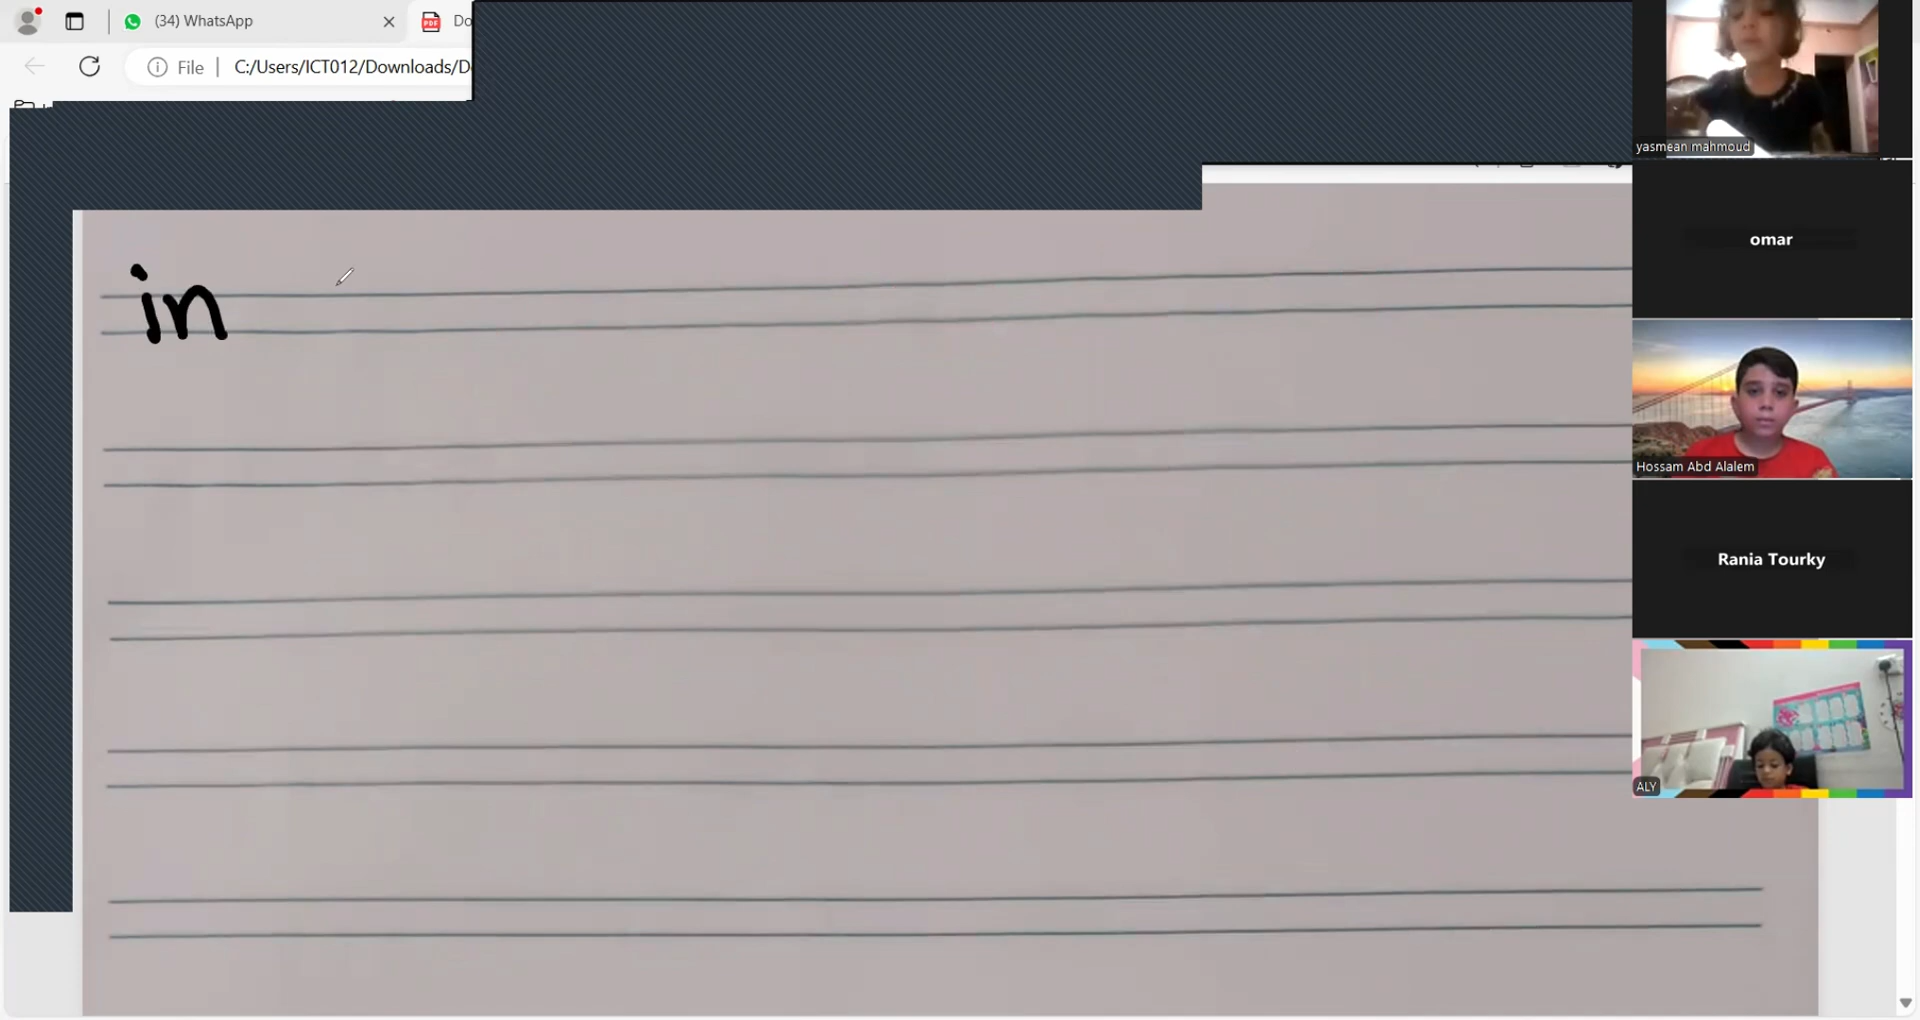 (34) WhatsApp
Do
File C:/Users/ICT012/Downloads/D
in
yasmean mahmoud
omar
Hossam Abd Alalem
Rania Tourky
ALY